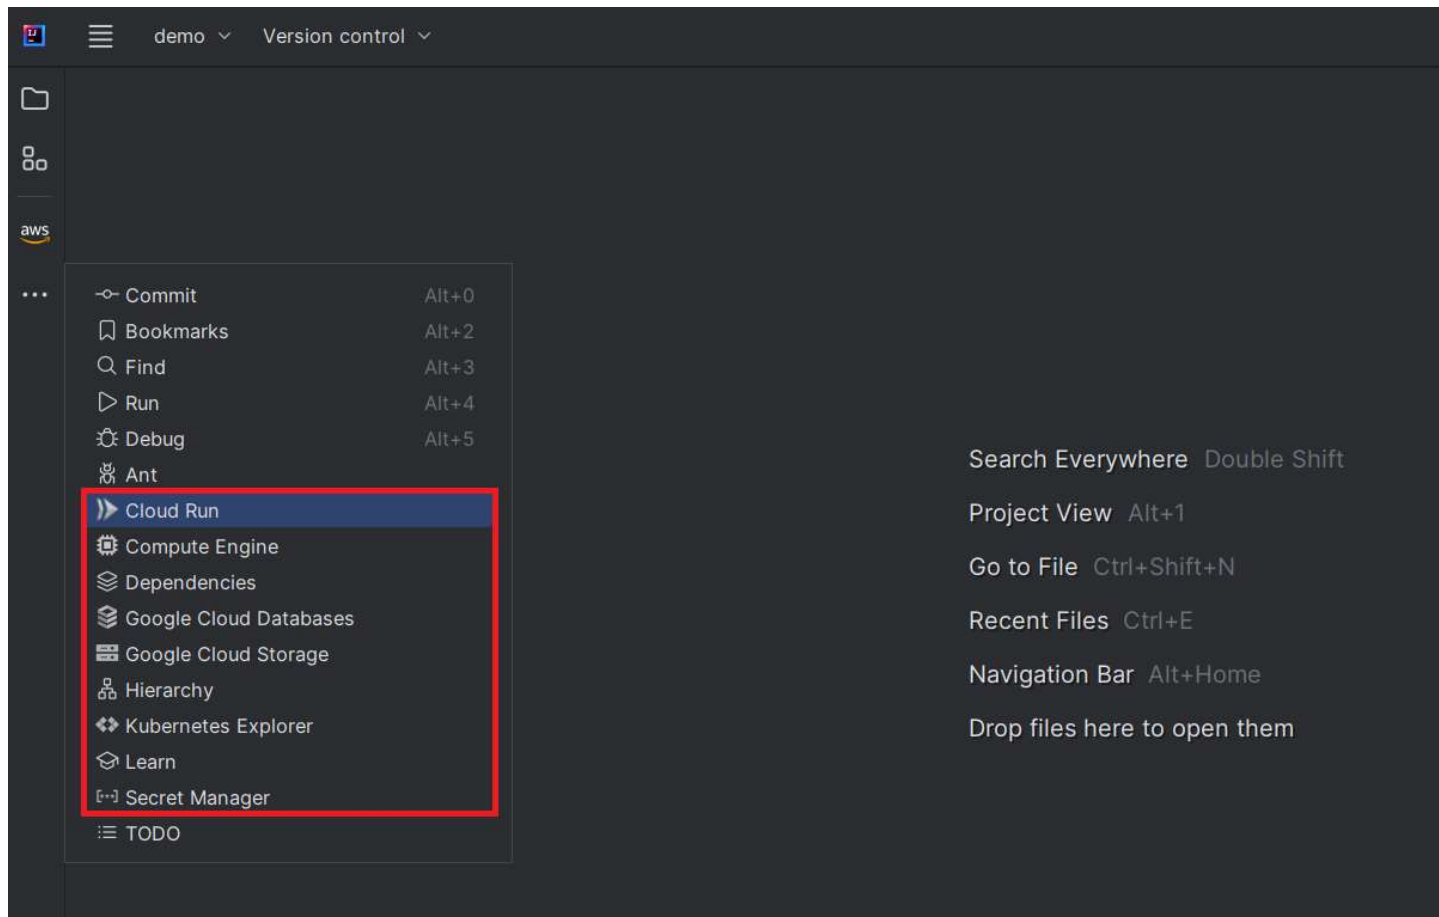 demo Version control
aws
Commit Alt+0
Bookmarks Alt+2
Find Alt+3
Run Alt+4
Debug Alt+5
Ant
Cloud Run
Compute Engine
Dependencies
Google Cloud Databases
Google Cloud Storage
Hierarchy
Kubernetes Explorer
Learn
Secret Manager
TODO
Search Everywhere Double Shift
Project View Alt+1
Go to File Ctrl+Shift+N
Recent Files Ctrl+E
Navigation Bar Alt+Home
Drop files here to open them